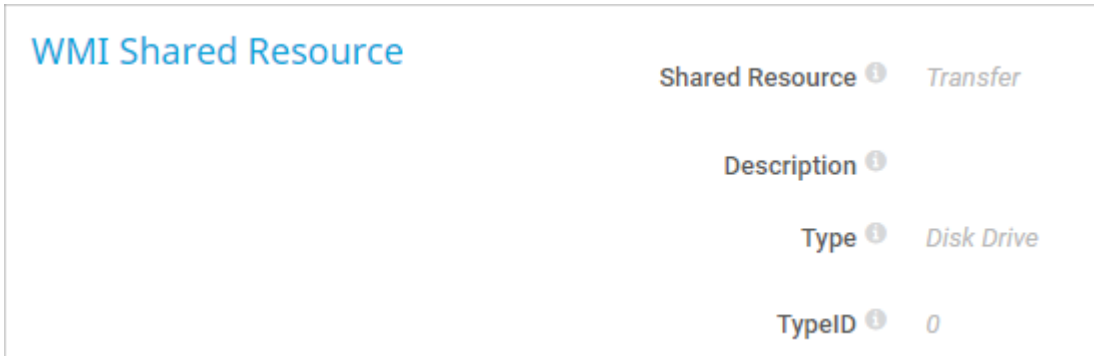 WMI Shared Resource
Shared Resource Transfer
Description
Type Disk Drive
TypeID 0